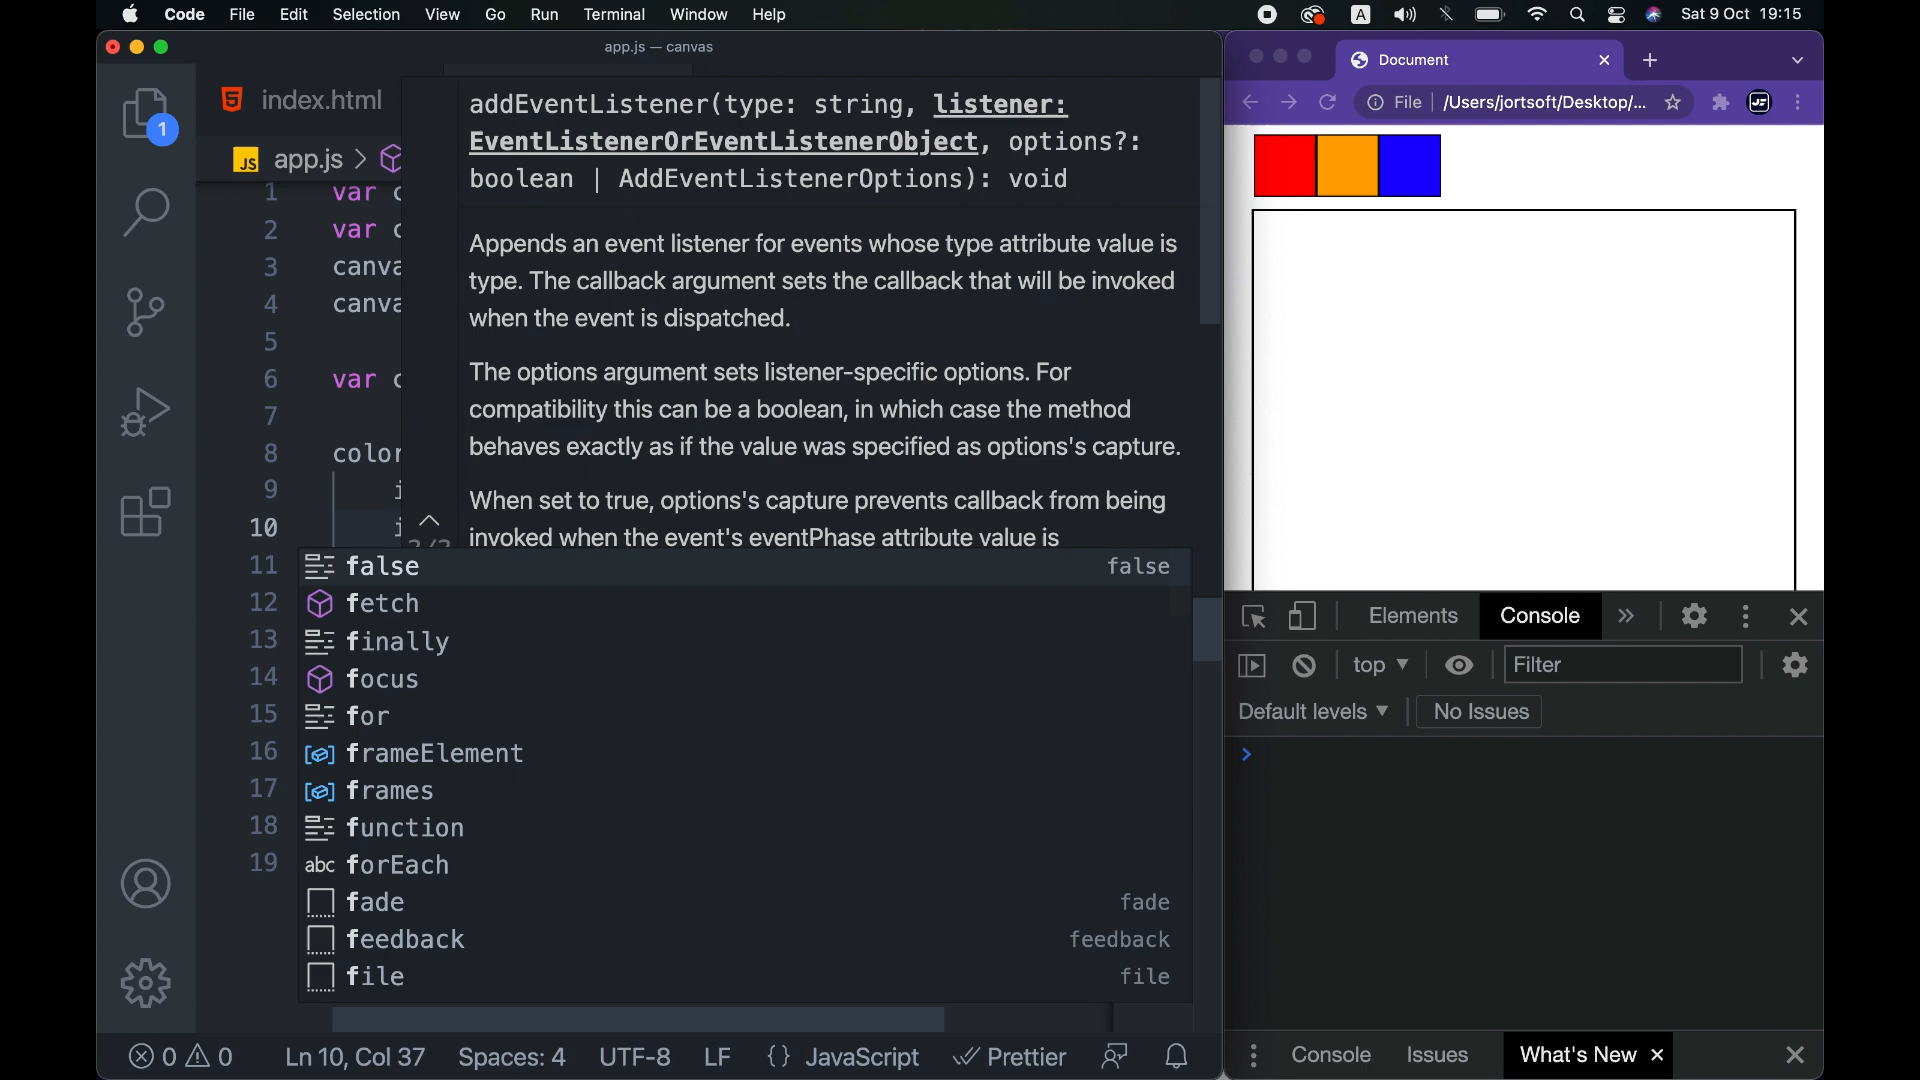 Code File Edit Selection View Go Run Terminal Window Help
A Sat 9 Oct 19:15
app.js — canvas
Document
index.html
File /Users/jortsoft/Desktop/...
JS app.js >
1
addEventListener(type: string, listener:
EventListenerOrEventListenerObject, options?:
boolean | AddEventListenerOptions): void
Appends an event listener for events whose type attribute value is
type. The callback argument sets the callback that will be invoked
when the event is dispatched.
The options argument sets listener-specific options. For
compatibility this can be a boolean, in which case the method
behaves exactly as if the value was specified as options's capture.
When set to true, options's capture prevents callback from being
invoked when the event's eventPhase attribute value is
1 var c
2 var c
3 canva
4 canva
5
6 var c
7
8 color
9 i
10 i
11 false false
12 fetch
13 finally
14 focus
15 for
16 frameElement
17 frames
18 function
19 abc forEach
fade fade
feedback feedback
file file
0 0 Ln 10, Col 37 Spaces: 4 UTF-8 LF {} JavaScript Prettier
Elements Console »
top Filter
Default levels No Issues
>
Console Issues What's New